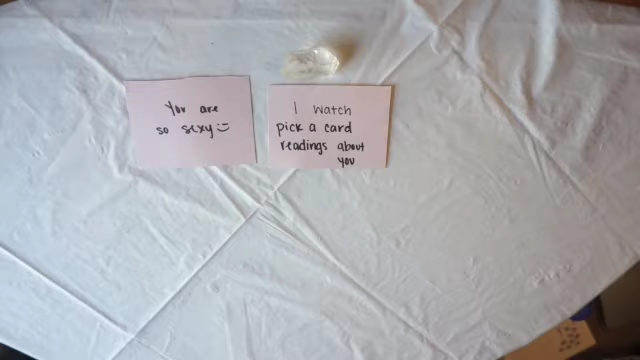 You are
so sexy :)
I watch
pick a card
readings about
you